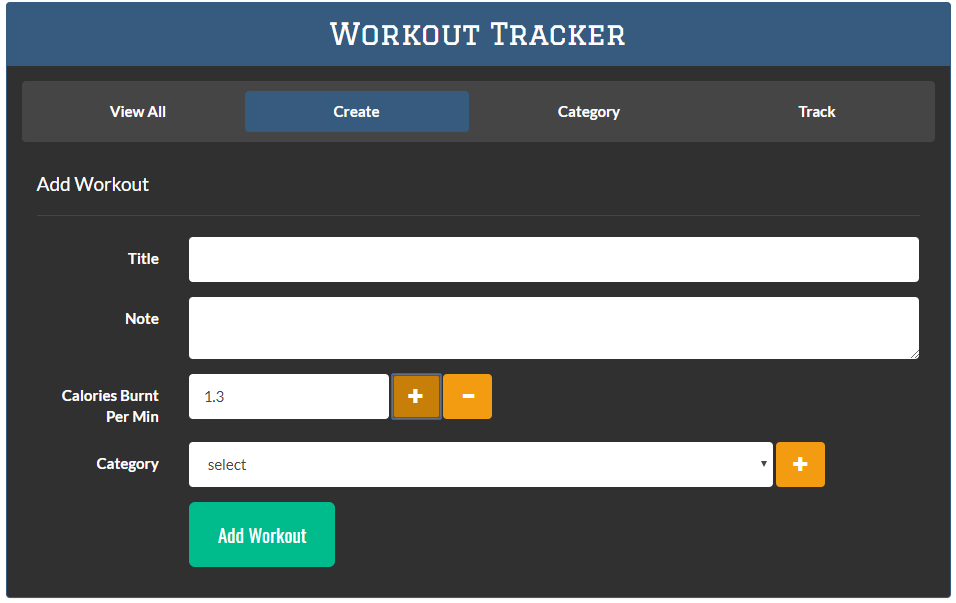 Workout Tracker
View All Create Category Track
Add Workout
Title
Note
Calories Burnt
Per Min
1.3 + -
Category select +
Add Workout